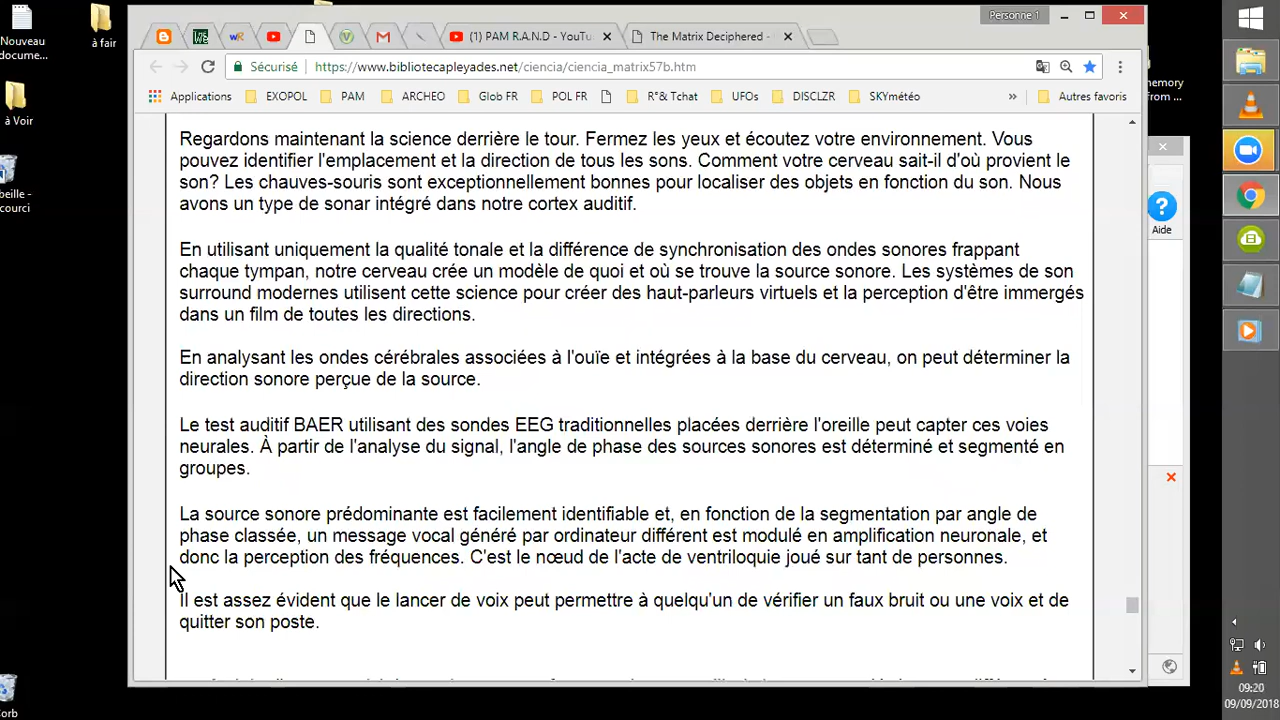 Nouveau
docume...
à fair
à Voir
beille -
courci
Corb
Personne 1
(1) PAM R.A.N.D - YouTu
The Matrix Deciphered -
Sécurisé
https://www.bibliotecapleyades.net/ciencia/ciencia_matrix57b.htm
Applications
EXOPOL
PAM
ARCHEO
Glob FR
POL FR
R°& Tchat
UFOs
DISCLZR
SKYmétéo
»
Autres favoris
Regardons maintenant la science derrière le tour. Fermez les yeux et écoutez votre environnement. Vous
pouvez identifier l'emplacement et la direction de tous les sons. Comment votre cerveau sait-il d'où provient le
son? Les chauves-souris sont exceptionnellement bonnes pour localiser des objets en fonction du son. Nous
avons un type de sonar intégré dans notre cortex auditif.
En utilisant uniquement la qualité tonale et la différence de synchronisation des ondes sonores frappant
chaque tympan, notre cerveau crée un modèle de quoi et où se trouve la source sonore. Les systèmes de son
surround modernes utilisent cette science pour créer des haut-parleurs virtuels et la perception d'être immergés
dans un film de toutes les directions.
En analysant les ondes cérébrales associées à l'ouïe et intégrées à la base du cerveau, on peut déterminer la
direction sonore perçue de la source.
Le test auditif BAER utilisant des sondes EEG traditionnelles placées derrière l'oreille peut capter ces voies
neurales. À partir de l'analyse du signal, l'angle de phase des sources sonores est déterminé et segmenté en
groupes.
La source sonore prédominante est facilement identifiable et, en fonction de la segmentation par angle de
phase classée, un message vocal généré par ordinateur différent est modulé en amplification neuronale, et
donc la perception des fréquences. C'est le nœud de l'acte de ventriloquie joué sur tant de personnes.
Il est assez évident que le lancer de voix peut permettre à quelqu'un de vérifier un faux bruit ou une voix et de
quitter son poste.
memory
from ...
Aide
09:20
09/09/2018